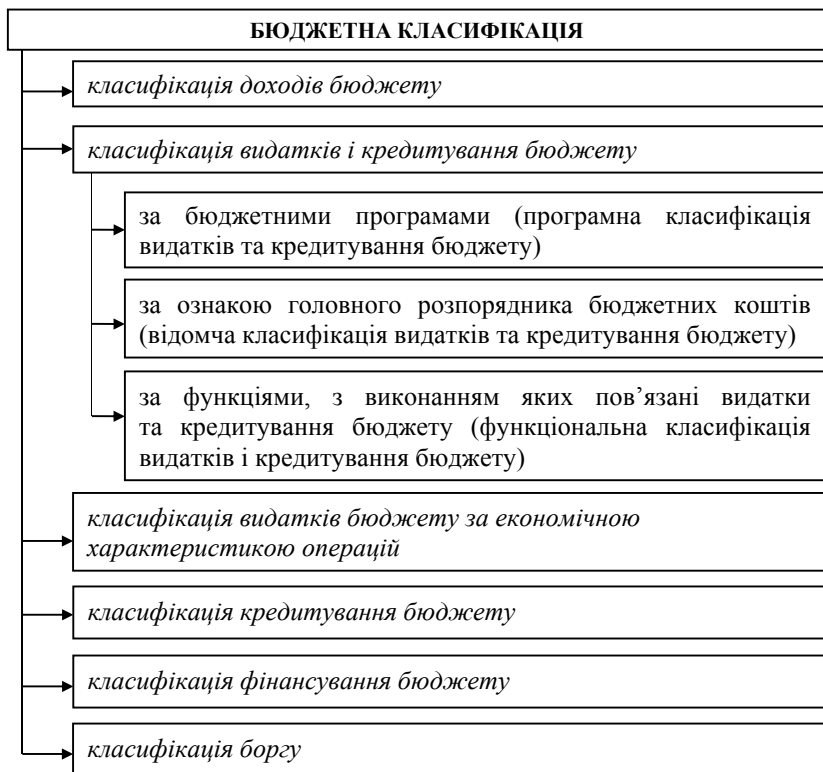 БЮДЖЕТНА КЛАСИФІКАЦІЯ
класифікація доходів бюджету
класифікація видатків і кредитування бюджету
за бюджетними програмами (програмна класифікація
видатків та кредитування бюджету)
за ознакою головного розпорядника бюджетних коштів
(відомча класифікація видатків та кредитування бюджету)
за функціями, з виконанням яких пов’язані видатки
та кредитування бюджету (функціональна класифікація
видатків і кредитування бюджету)
класифікація видатків бюджету за економічною
характеристикою операцій
класифікація кредитування бюджету
класифікація фінансування бюджету
класифікація боргу